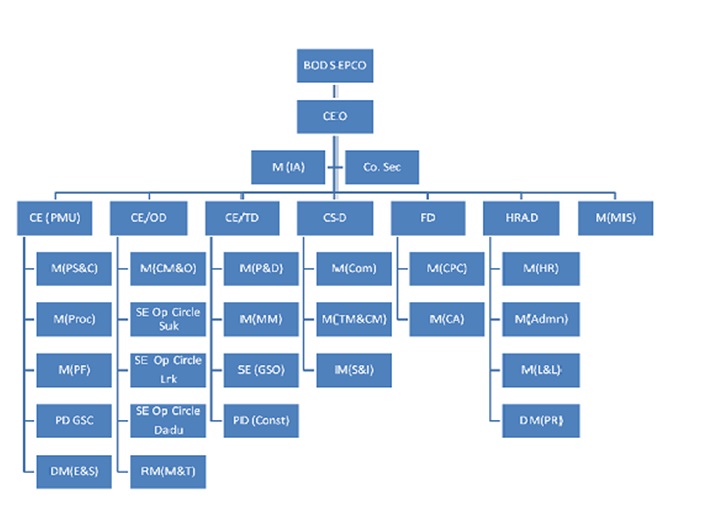 BOD SEPCO
CEO
M (IA)
Co. Sec
CE (PMU)
CE/OD
CE/TD
CS-D
FD
HRAD
M(MIS)
M(PS&C)
M(CM&O)
M(P&D)
M(Com)
M(CPC)
M(HR)
M(Proc)
SE Op Circle
Suk
M(MM)
M(TM&CM)
M(CA)
M(Admn)
M(PF)
SE Op Circle
Lrk
SE (GSO)
M(S&I)
M(L&L)
PD GSC
SE Op Circle
Dadu
PD (Const)
DM(PR)
DM(E&S)
RM(M&T)